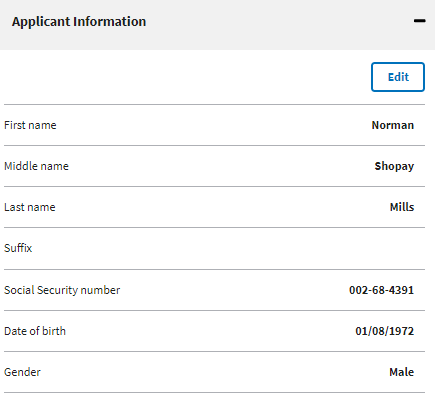 Applicant Information
Edit
First name Norman
Middle name Shopay
Last name Mills
Suffix
Social Security number 002-68-4391
Date of birth 01/08/1972
Gender Male